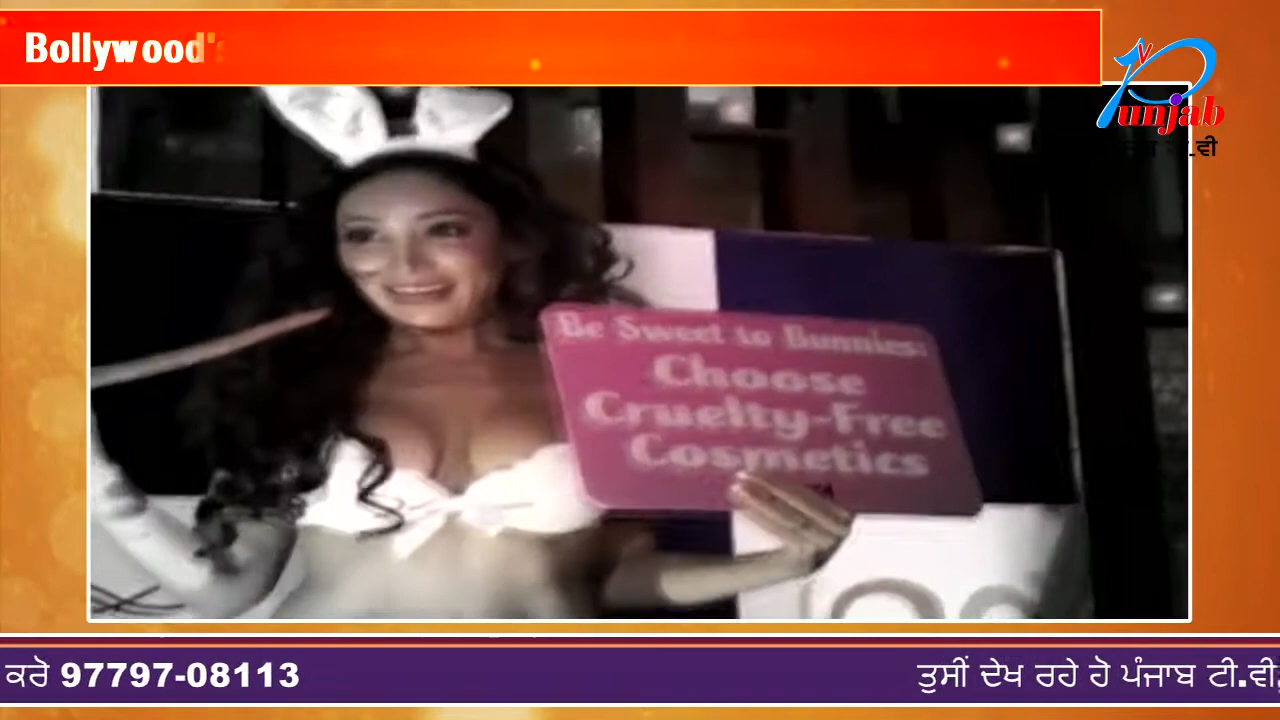 Bollywood's
Punjab
ਟੀ.ਵੀ
Be Sweet to Bunnies:
Choose
Cruelty-Free
Cosmetics
ਕਰੋ 97797-08113
ਤੁਸੀਂ ਦੇਖ ਰਹੇ ਹੋ ਪੰਜਾਬ ਟੀ.ਵੀ